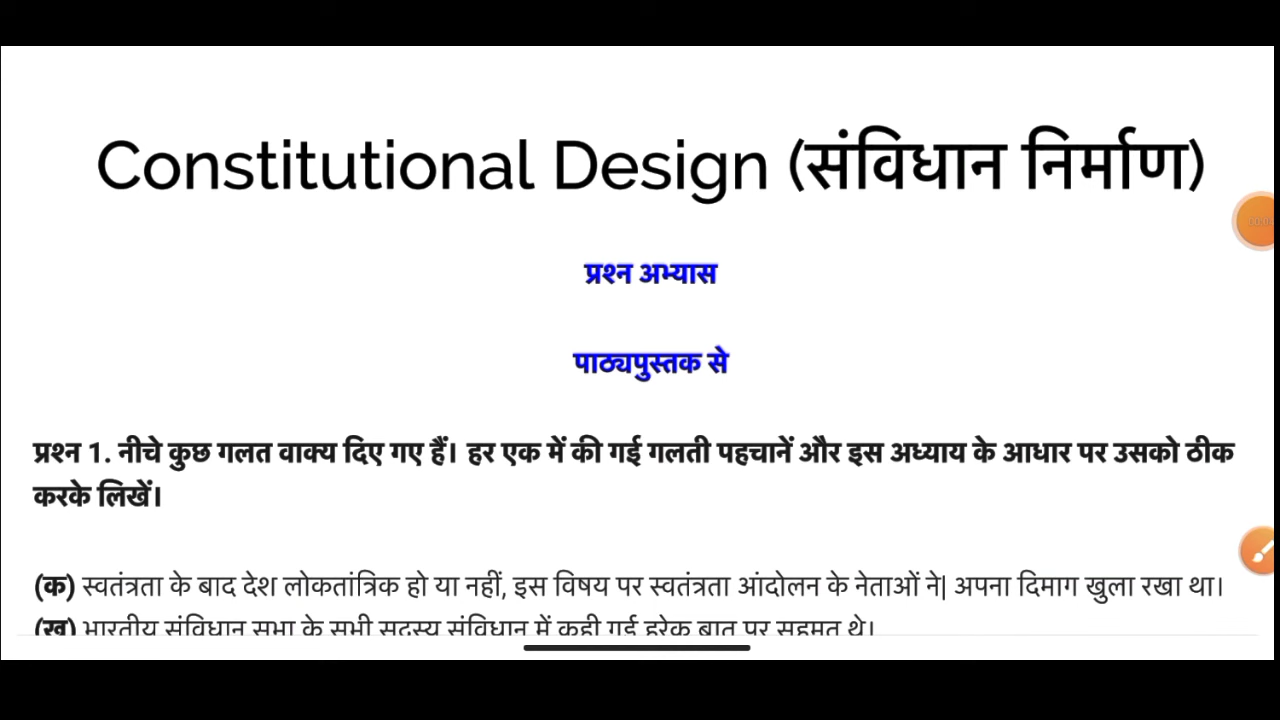 Constitutional Design (संविधान निर्माण)
प्रश्न अभ्यास
पाठ्यपुस्तक से
प्रश्न 1. नीचे कुछ गलत वाक्य दिए गए हैं। हर एक में की गई गलती पहचानें और इस अध्याय के आधार पर उसको ठीक
करके लिखें।
(क) स्वतंत्रता के बाद देश लोकतांत्रिक हो या नहीं, इस विषय पर स्वतंत्रता आंदोलन के नेताओं ने| अपना दिमाग खुला रखा था।
(ख) भारतीय संविधान सभा के सभी सदस्य संविधान में कही गई हरेक बात पर सहमत थे।